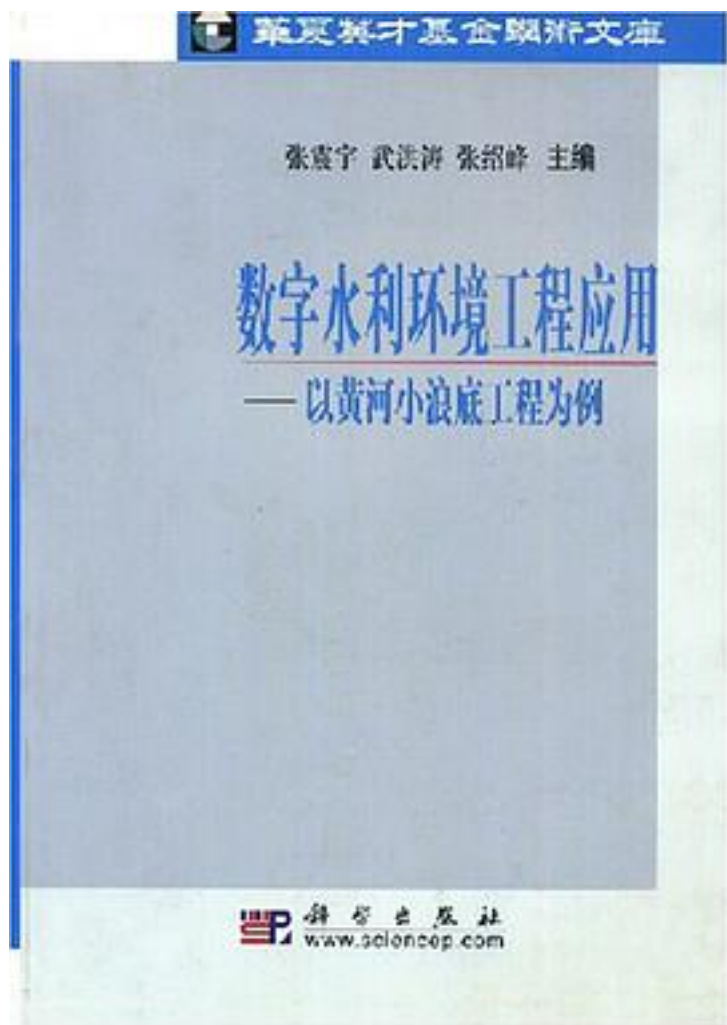 華夏英才基金學術文庫
张震宇 武洪涛 张绍峰 主编
数字水利环境工程应用
——以黄河小浪底工程为例
科学出版社
www.sciencep.com